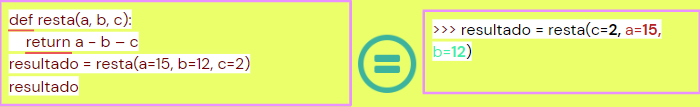 def resta(a, b, c):
return a - b – c
resultado = resta(a=15, b=12, c=2)
resultado
>>> resultado = resta(c=2, a=15,
b=12)